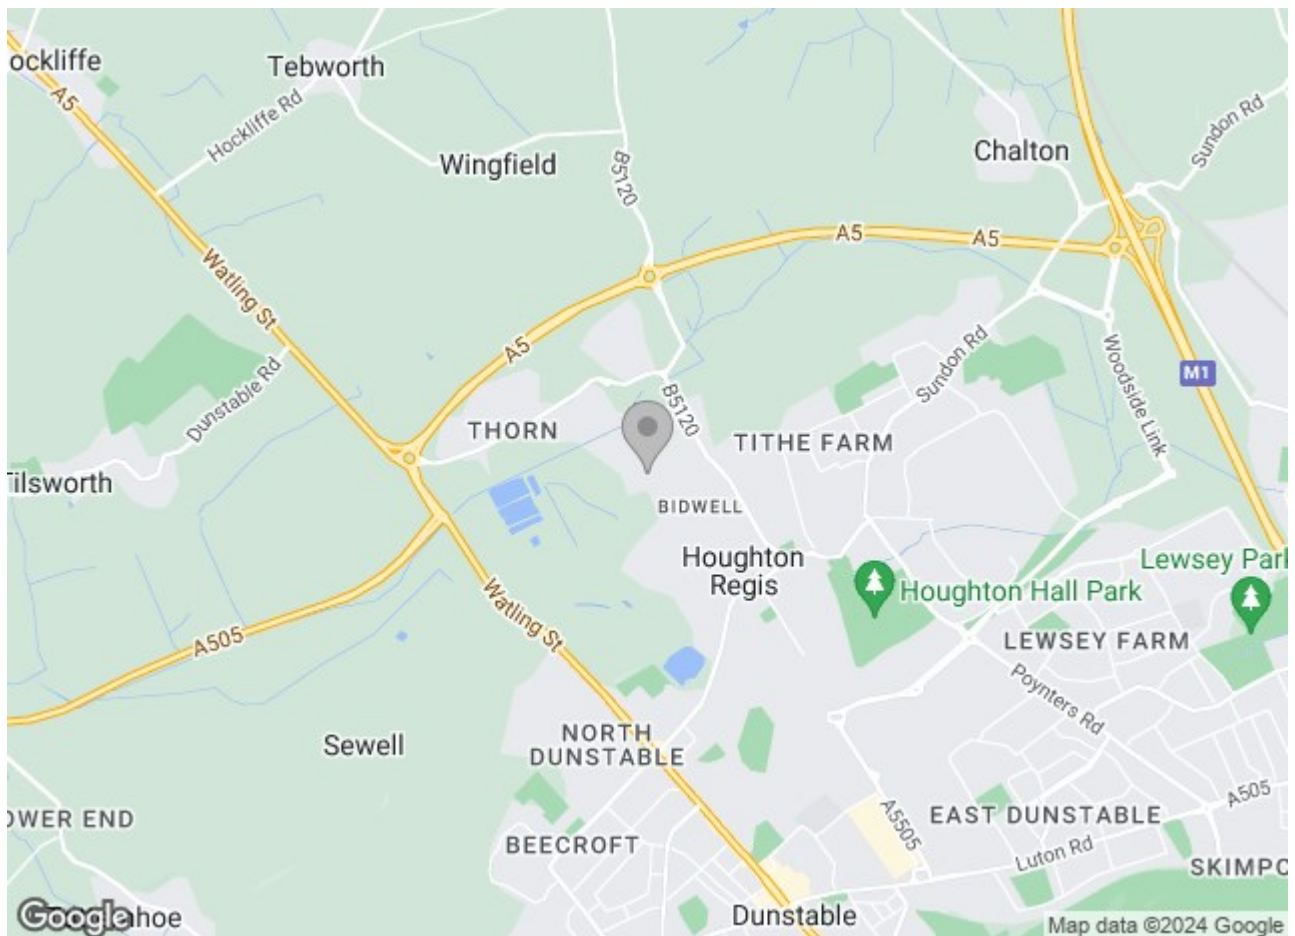 ockliffe
Tebworth
A5
Hockliffe Rd
Wingfield
B5120
Chalton
Sundon Rd
Watling St
A5
A5
A5
Dunstable Rd
Sundon Rd
Woodside Link
M1
THORN
B5120
TITHE FARM
Tilsworth
BIDWELL
Houghton
Regis
Lewsey Park
Houghton Hall Park
Watling St
A505
LEWSEY FARM
Poynters Rd
Sewell
NORTH
DUNSTABLE
OWER END
A5505
EAST DUNSTABLE
A505
BEECROFT
Luton Rd
SKIMPO
Google
ahoe
Dunstable
Map data ©2024 Google